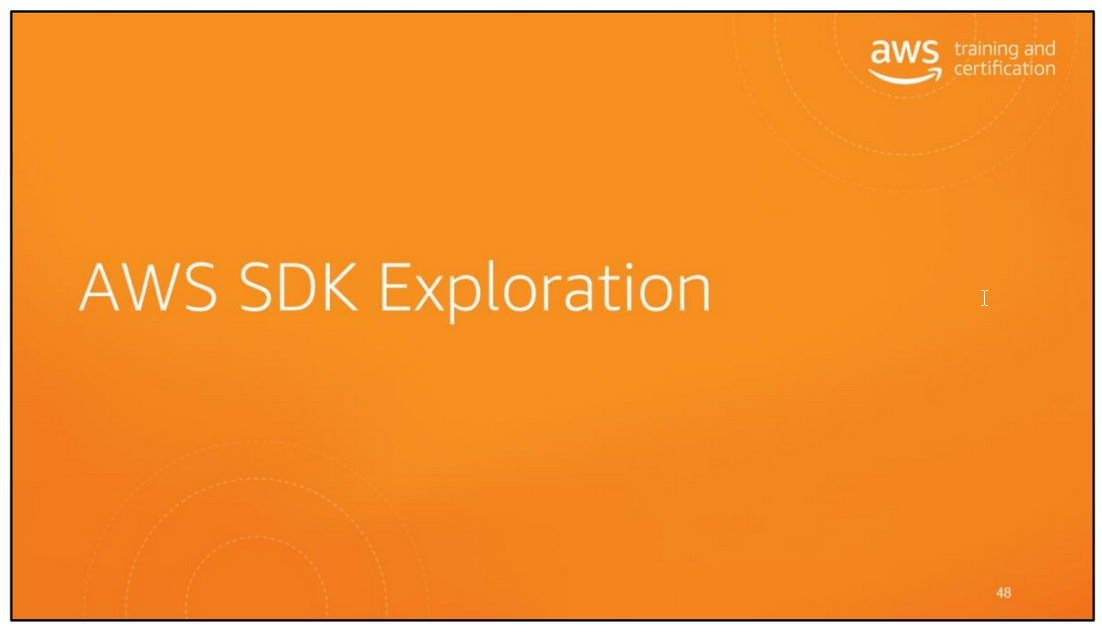 aws training and
certification
AWS SDK Exploration
48